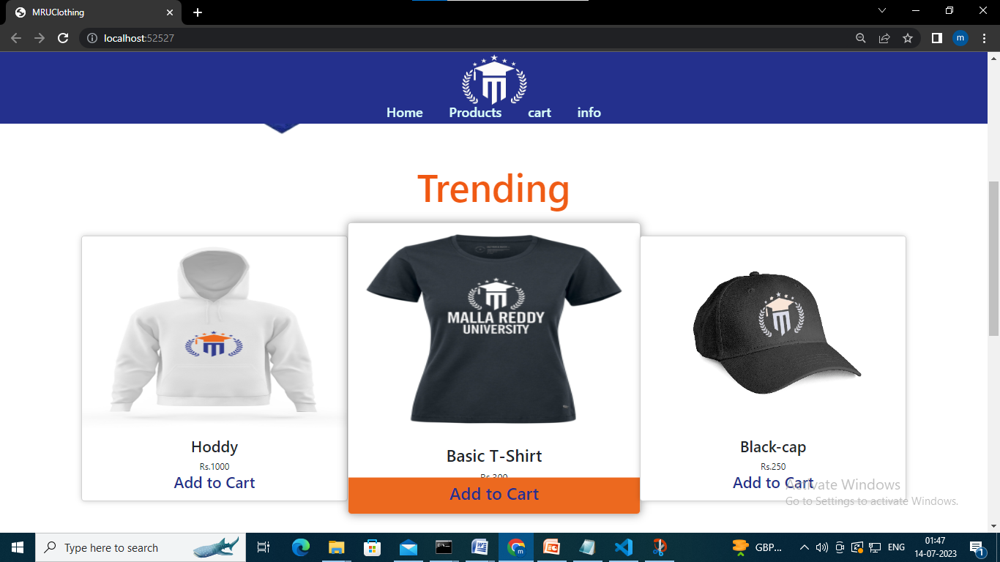 MRUClothing
localhost:52527
m
Home Products cart info
Trending
MALLA REDDY
UNIVERSITY
Hoddy
Rs.1000
Add to Cart
Basic T-Shirt
Rs.300
Add to Cart
Black-cap
Rs.250
Add to Cart
Activate Windows
Go to Settings to activate Windows.
Type here to search
GBP...
ENG
01:47
14-07-2023
1